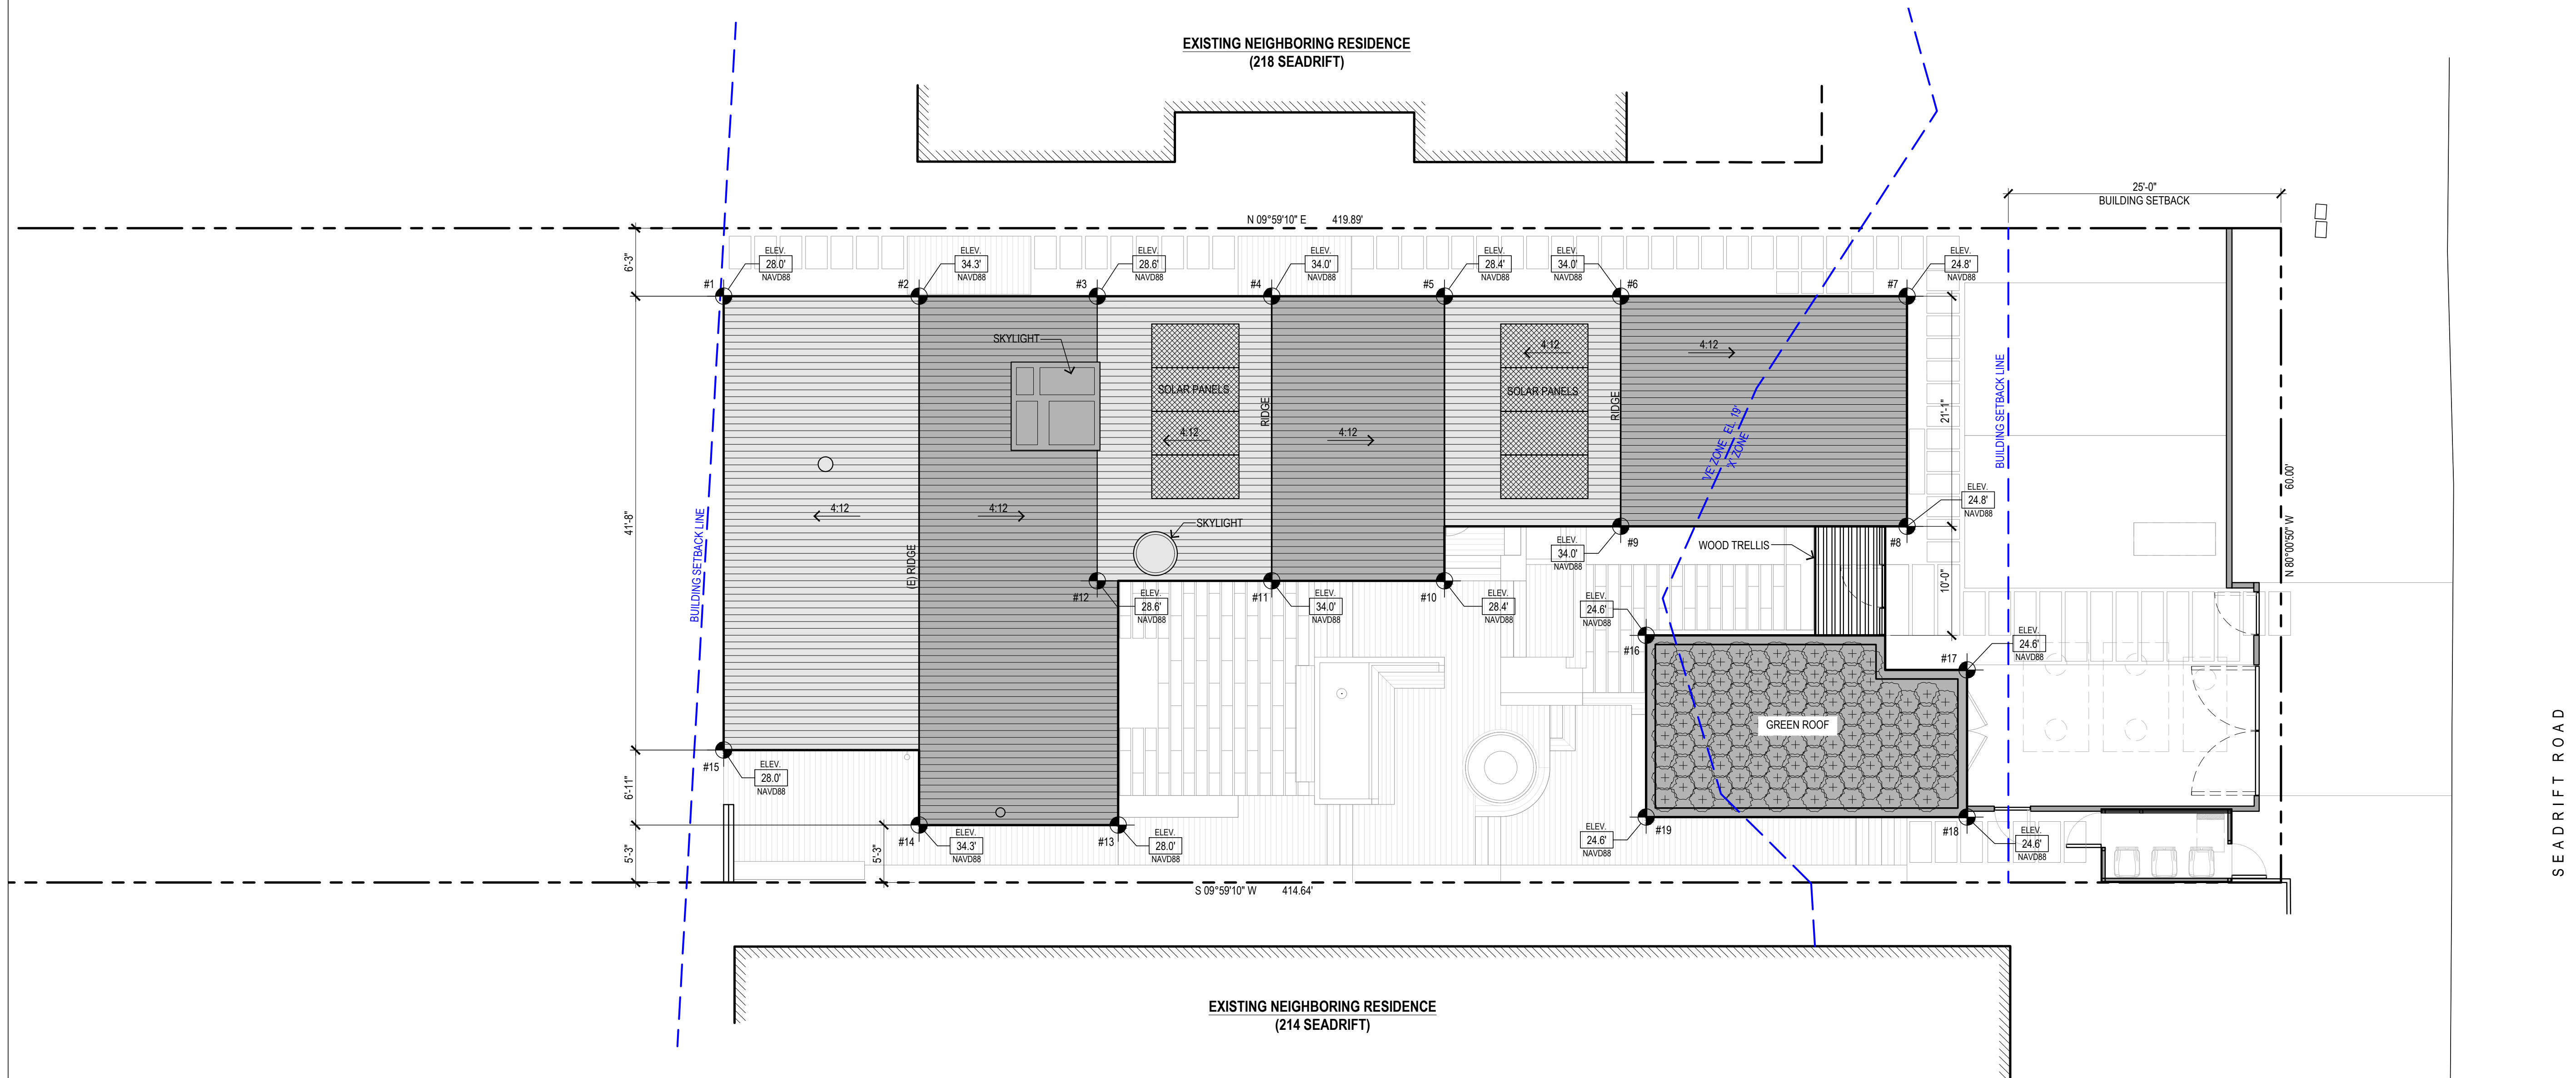 EXISTING NEIGHBORING RESIDENCE
(218 SEADRIFT)
25'-0"
BUILDING SETBACK
N 09°59'10" E 419.89'
6'-3"
#1
ELEV.
28.0'
NAVD88
#2
ELEV.
34.3'
NAVD88
#3
ELEV.
28.6'
NAVD88
#4
ELEV.
34.0'
NAVD88
#5
ELEV.
28.4'
NAVD88
#6
ELEV.
34.0'
NAVD88
#7
ELEV.
24.8'
NAVD88
SKYLIGHT
SOLAR PANELS
4:12
RIDGE
4:12
4:12
SOLAR PANELS
RIDGE
4:12
'VE' ZONE EL. 19'
'X' ZONE
21'-1"
BUILDING SETBACK LINE
N 80°00'50" W 60.00'
41'-8"
BUILDING SETBACK LINE
4:12
(E) RIDGE
4:12
SKYLIGHT
ELEV.
24.8'
NAVD88
#8
#9
ELEV.
34.0'
NAVD88
WOOD TRELLIS
10'-0"
#12
ELEV.
28.6'
NAVD88
#11
ELEV.
34.0'
NAVD88
#10
ELEV.
28.4'
NAVD88
ELEV.
24.6'
NAVD88
#16
#17
ELEV.
24.6'
NAVD88
GREEN ROOF
#15
ELEV.
28.0'
NAVD88
6'-11"
5'-3"
5'-3"
#14
ELEV.
34.3'
NAVD88
#13
ELEV.
28.0'
NAVD88
ELEV.
24.6'
NAVD88
#19
#18
ELEV.
24.6'
NAVD88
S 09°59'10" W 414.64'
SEADRIFT ROAD
EXISTING NEIGHBORING RESIDENCE
(214 SEADRIFT)